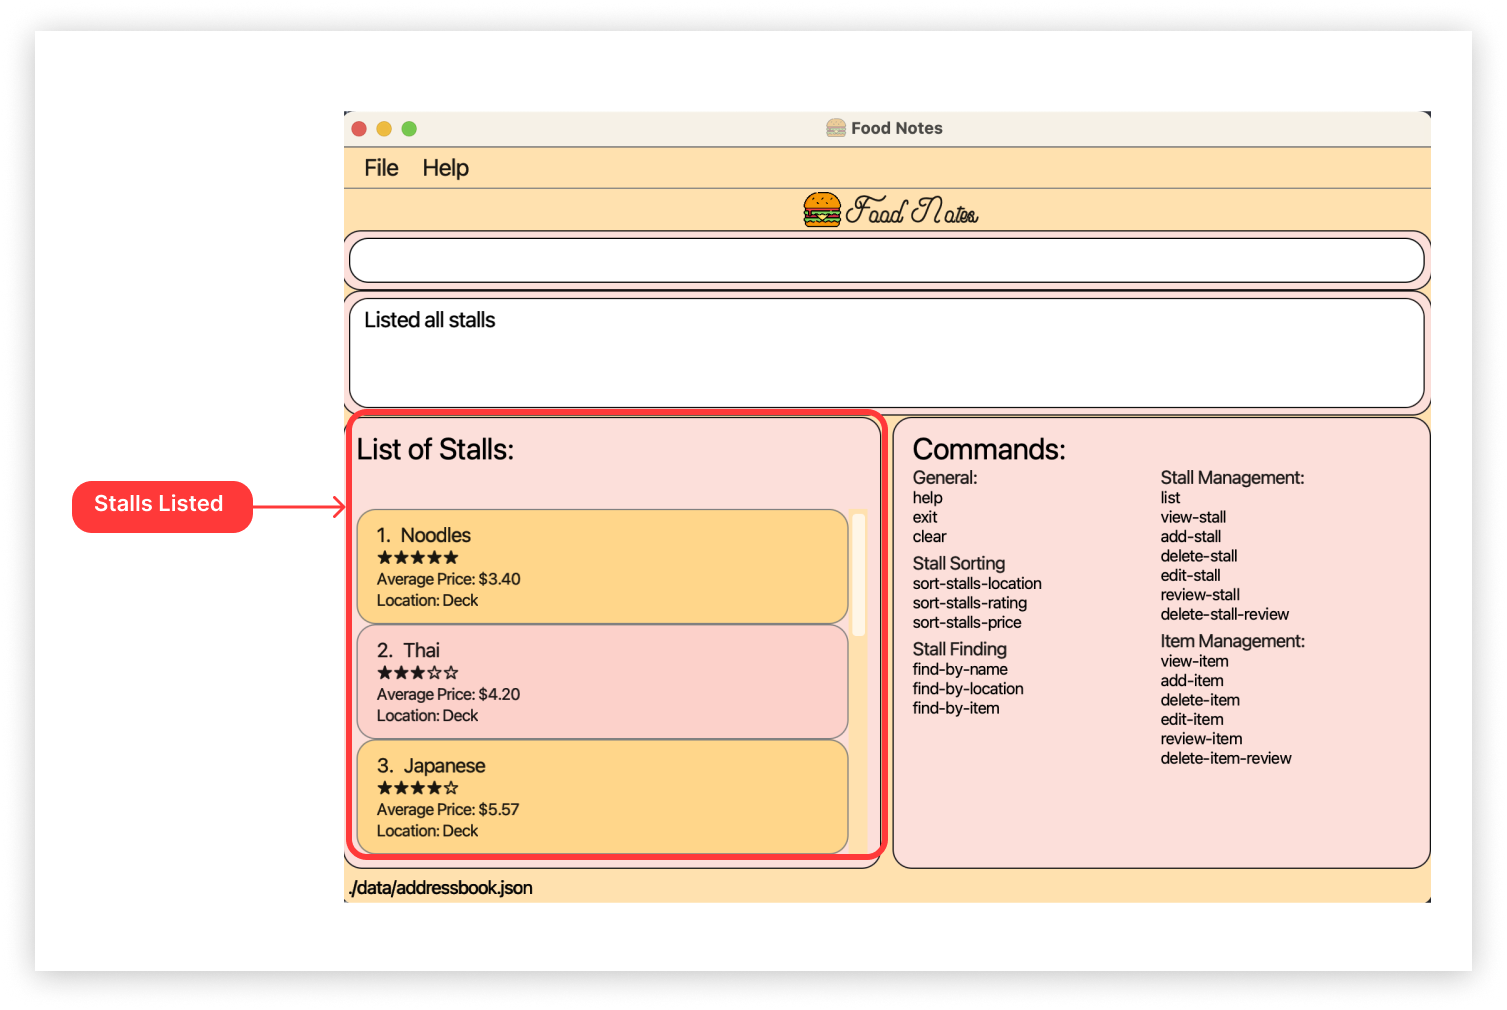 Food Notes
File Help
Food Notes
Listed all stalls
Stalls Listed
List of Stalls:
1. Noodles
★★★★★
Average Price: $3.40
Location: Deck
2. Thai
★★★☆☆
Average Price: $4.20
Location: Deck
3. Japanese
★★★★☆
Average Price: $5.57
Location: Deck
Commands:
General:
help
exit
clear
Stall Sorting
sort-stalls-location
sort-stalls-rating
sort-stalls-price
Stall Finding
find-by-name
find-by-location
find-by-item
Stall Management:
list
view-stall
add-stall
delete-stall
edit-stall
review-stall
delete-stall-review
Item Management:
view-item
add-item
delete-item
edit-item
review-item
delete-item-review
./data/addressbook.json